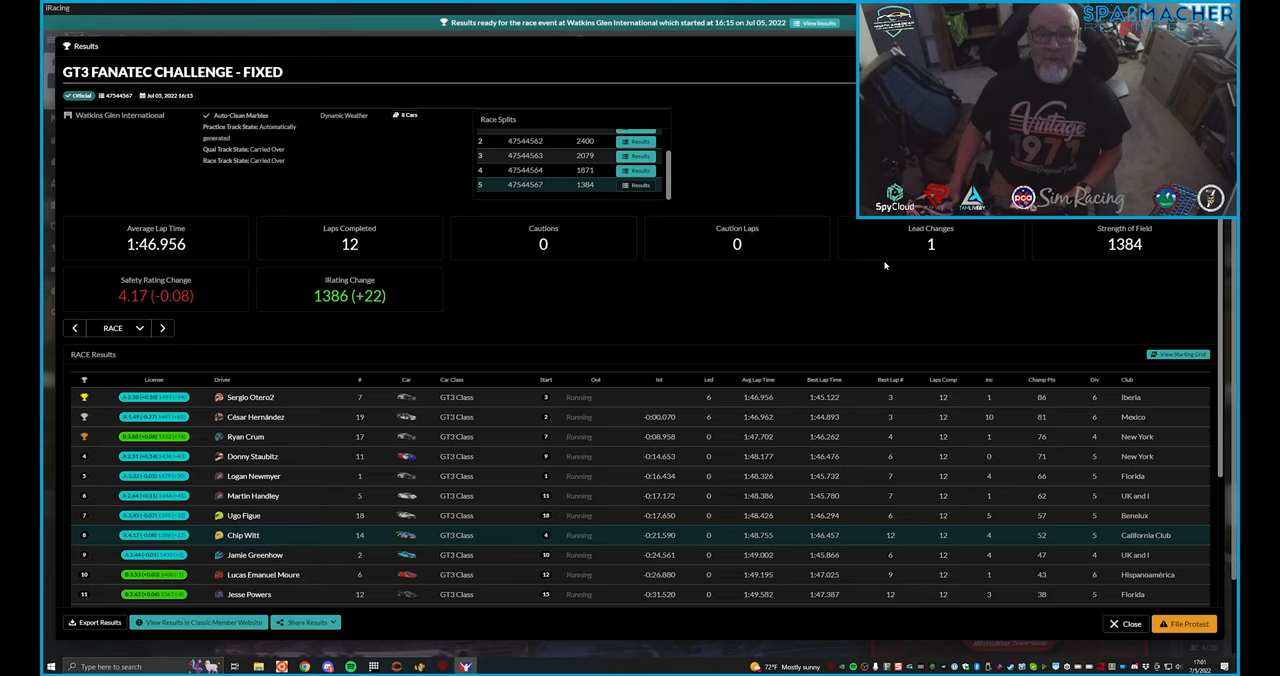 iRacing
Results ready for the race event at Watkins Glen International which started at 16:15 on Jul 05, 2022 View Results
SPAßMACHER
Results
GT3 FANATEC CHALLENGE - FIXED
Official 47544567 Jul 05, 2022 16:15
Watkins Glen International
Auto-Clean Marbles
Practice Track State: Automatically
generated
Qual Track State: Carried Over
Race Track State: Carried Over
Dynamic Weather
8 Cars
Race Splits
2 47544562 2400 Results
3 47544563 2079 Results
4 47544564 1871 Results
5 47544567 1384 Results
Vintage
1971
SpyCloud
TAMLIVERY
pca
SimRacing
Average Lap Time
1:46.956
Laps Completed
12
Cautions
0
Caution Laps
0
Lead Changes
1
Strength of Field
1384
Safety Rating Change
4.17 (-0.08)
iRating Change
1386 (+22)
RACE
RACE Results
View Starting Grid
License Driver # Car Car Class Start Out Int Led Avg Lap Time Best Lap Time Best Lap # Laps Comp Inc Champ Pts Div Club
Sergio Otero2 7 GT3 Class 3 Running 6 1:46.956 1:45.122 3 12 1 86 6 Iberia
César Hernández 19 GT3 Class 2 Running -0:00.070 6 1:46.962 1:44.893 3 12 10 81 6 Mexico
Ryan Crum 17 GT3 Class 7 Running -0:08.958 0 1:47.702 1:46.262 4 12 1 76 4 New York
4 Donny Staubitz 11 GT3 Class 9 Running -0:14.653 0 1:48.177 1:46.476 6 12 0 71 5 New York
5 Logan Newmyer 1 GT3 Class 1 Running -0:16.434 0 1:48.326 1:45.732 7 12 4 66 5 Florida
6 Martin Handley 5 GT3 Class 11 Running -0:17.172 0 1:48.386 1:45.780 7 12 1 62 5 UK and I
7 Ugo Figue 18 GT3 Class 18 Running -0:17.650 0 1:48.426 1:46.294 6 12 5 57 5 Benelux
8 Chip Witt 14 GT3 Class 4 Running -0:21.590 0 1:48.755 1:46.457 12 12 4 52 5 California Club
9 Jamie Greenhow 2 GT3 Class 10 Running -0:24.561 0 1:49.002 1:45.866 8 12 4 47 4 UK and I
10 Lucas Emanuel Moure 6 GT3 Class 12 Running -0:26.880 0 1:49.195 1:47.025 9 12 1 43 6 Hispanoamérica
11 Jesse Powers 12 GT3 Class 15 Running -0:31.520 0 1:49.582 1:47.387 12 12 3 38 5 Florida
Export Results View Results in Classic Member Website Share Results Close File Protest
Type here to search 72°F Mostly sunny 17:01
7/5/2022